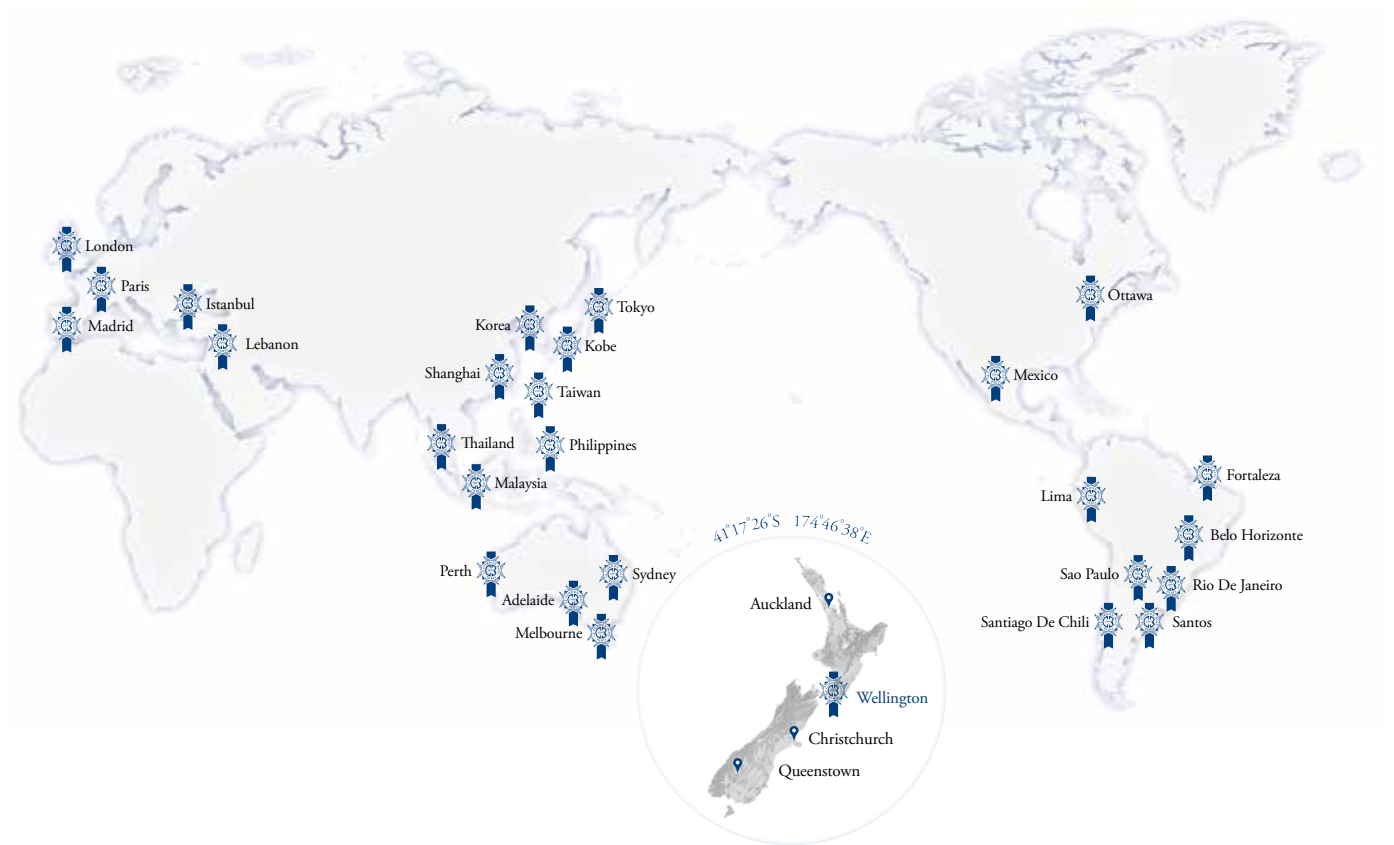 London
Paris
Istanbul
Madrid
Lebanon
Tokyo
Korea
Kobe
Shanghai
Taiwan
Thailand
Philippines
Malaysia
Perth
Sydney
Adelaide
Melbourne
Ottawa
Mexico
Fortaleza
Lima
Belo Horizonte
Sao Paulo
Rio De Janeiro
Santiago De Chili
Santos
41°17°26°S 174°46°38°E
Auckland
Wellington
Christchurch
Queenstown